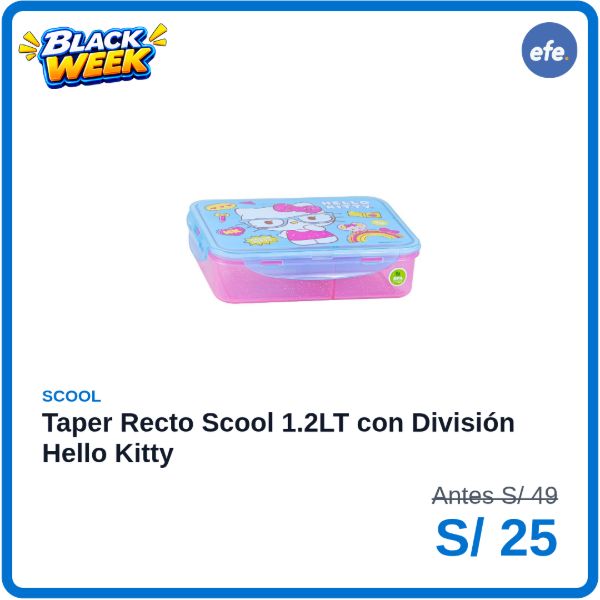 BLACK
WEEK
efe.
HELLO
KITTY
SCOOL
Taper Recto Scool 1.2LT con División
Hello Kitty
Antes S/ 49
S/ 25